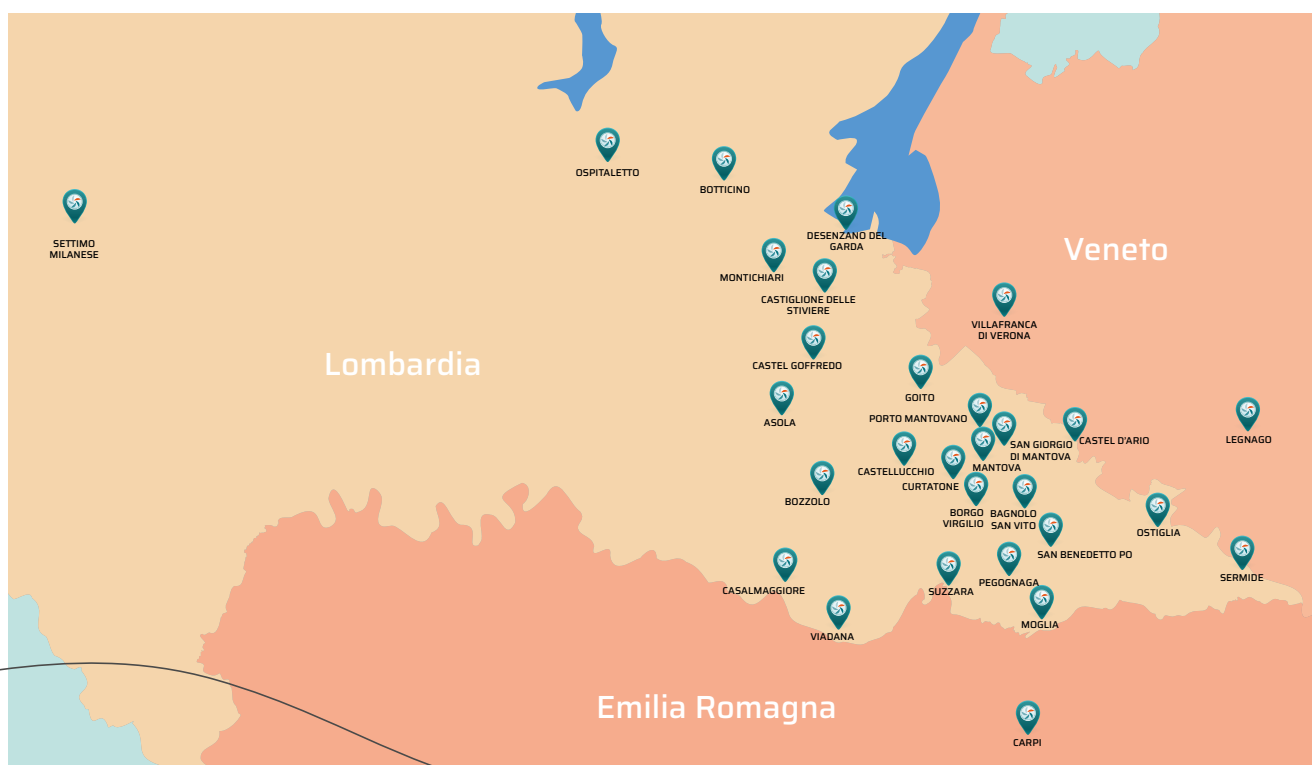 OSPITALETTO
BOTTICINO
SETTIMO
MILANESE
DESENZANO DEL
GARDA
Veneto
MONTICHIARI
CASTIGLIONE DELLE
STIVIERE
VILLAFRANCA
DI VERONA
Lombardia
CASTEL GOFFREDO
GOITO
ASOLA
PORTO MANTOVANO
SAN GIORGIO
DI MANTOVA
CASTEL D'ARIO
LEGNAGO
CASTELLUCCHIO
MANTOVA
CURTATONE
BOZZOLO
BORGO
VIRGILIO
BAGNOLO
SAN VITO
OSTIGLIA
SAN BENEDETTO PO
SERMIDE
CASALMAGGIORE
SUZZARA
PEGOGNAGA
MOGLIA
VIADANA
Emilia Romagna
CARPI